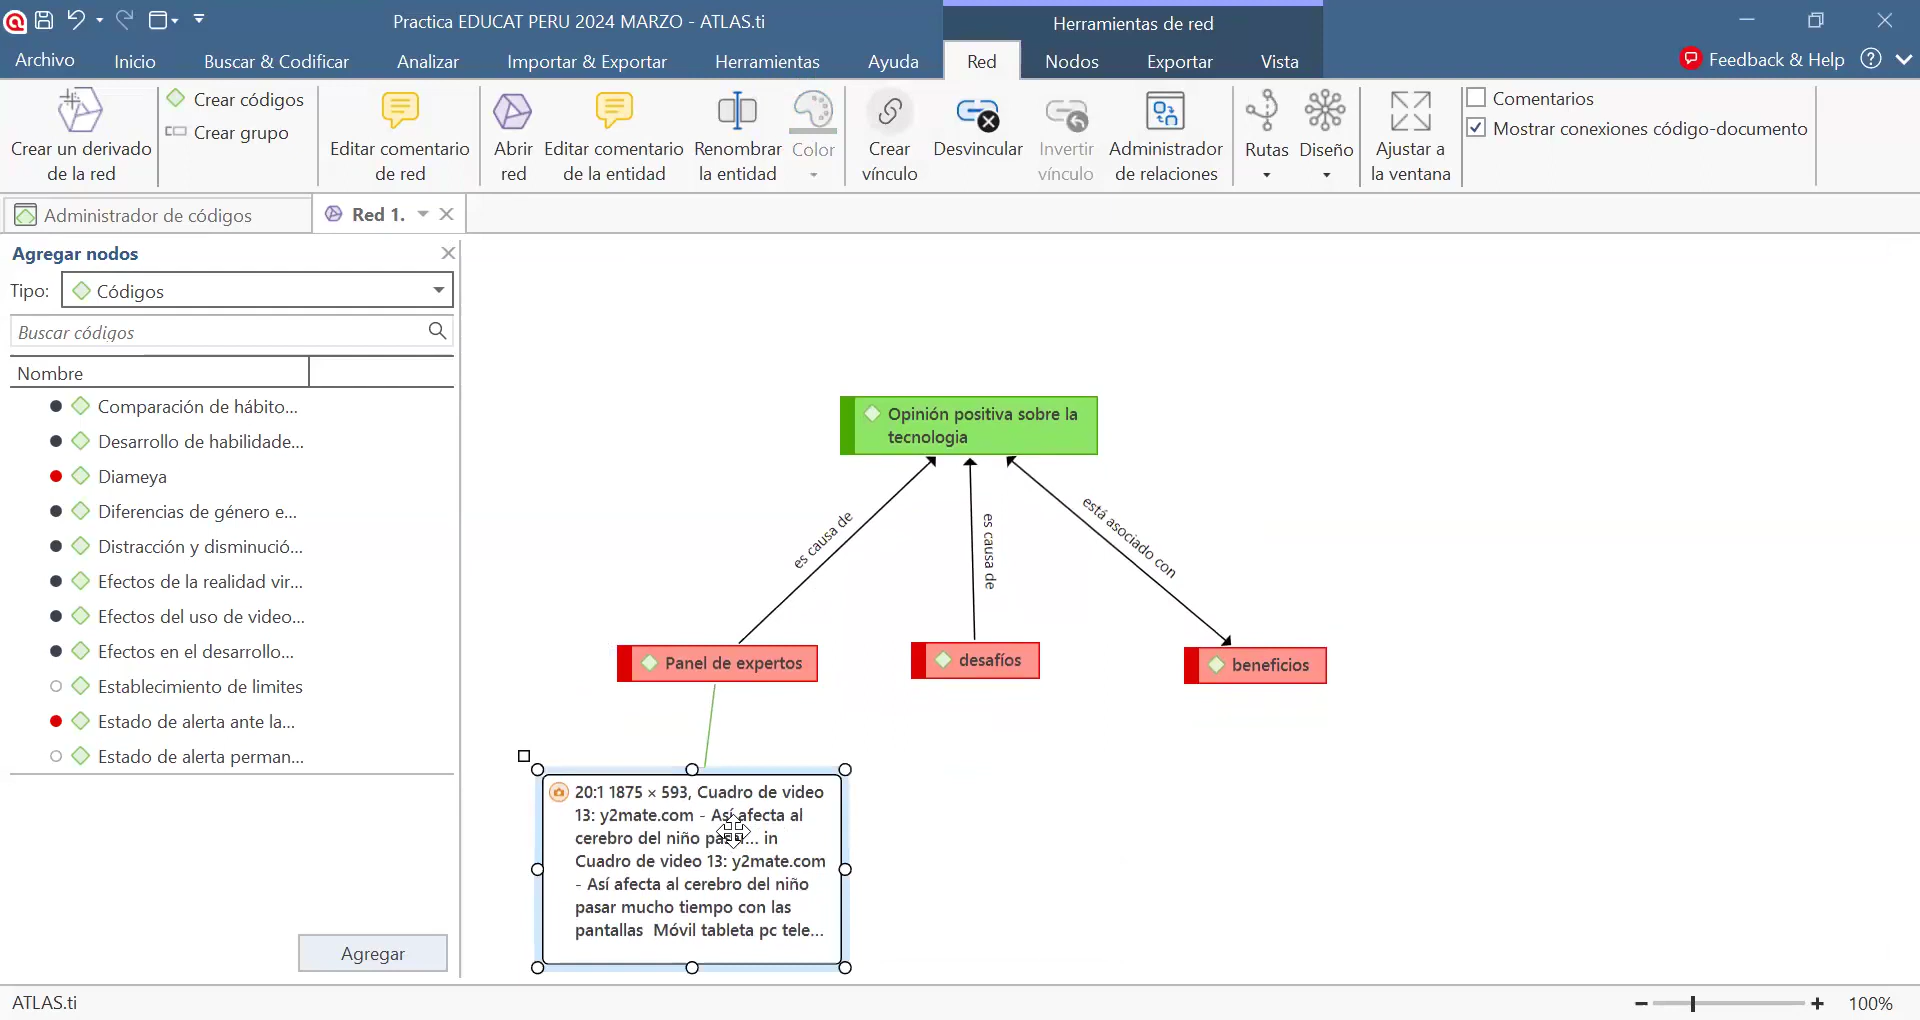 Practica EDUCAT PERU 2024 MARZO - ATLAS.ti
Herramientas de red
Archivo Inicio Buscar & Codificar Analizar Importar & Exportar Herramientas Ayuda Red Nodos Exportar Vista Feedback & Help
Crear un derivado
de la red
Crear códigos
Crear grupo
Editar comentario
de red
Abrir
red
Editar comentario
de la entidad
Renombrar
la entidad
Color
Crear
vínculo
Desvincular
Invertir
vínculo
Administrador
de relaciones
Rutas
Diseño
Ajustar a
la ventana
Comentarios
Mostrar conexiones código-documento
Administrador de códigos
Red 1.
Agregar nodos
Tipo: Códigos
Buscar códigos
Nombre
Comparación de hábito...
Desarrollo de habilidade...
Diameya
Diferencias de género e...
Distracción y disminució...
Efectos de la realidad vir...
Efectos del uso de video...
Efectos en el desarrollo...
Establecimiento de limites
Estado de alerta ante la...
Estado de alerta perman...
Agregar
Opinión positiva sobre la
tecnologia
es causa de
es causa de
está asociado con
Panel de expertos
desafíos
beneficios
20:1 1875 × 593, Cuadro de video
13: y2mate.com - Así afecta al
cerebro del niño pasar... in
Cuadro de video 13: y2mate.com
- Así afecta al cerebro del niño
pasar mucho tiempo con las
pantallas Móvil tableta pc tele...
ATLAS.ti
100%